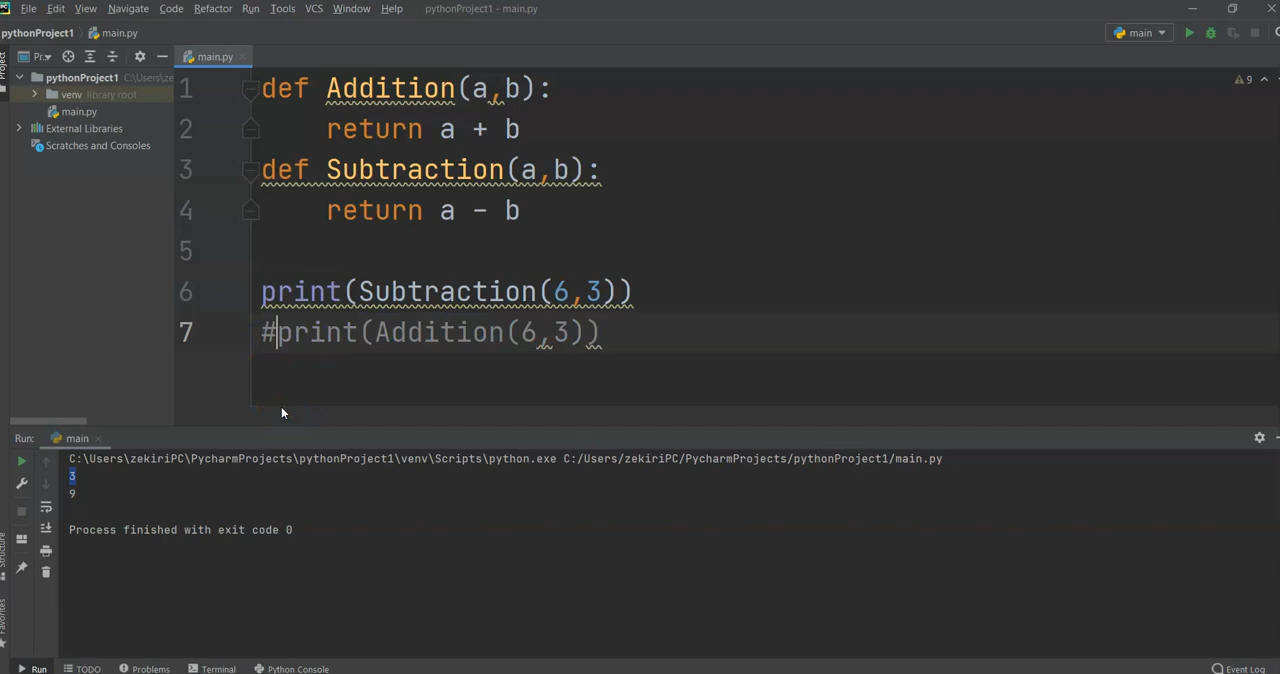 File Edit View Navigate Code Refactor Run Tools VCS Window Help pythonProject1 - main.py
pythonProject1 main.py main
Project Pr.. main.py
pythonProject1 C:\Users\ze
venv library root
main.py
External Libraries
Scratches and Consoles
9
1 def Addition(a,b):
2 return a + b
3 def Subtraction(a,b):
4 return a - b
5
6 print(Subtraction(6,3))
7 #print(Addition(6,3))
Run: main
C:\Users\zekiriPC\PycharmProjects\pythonProject1\venv\Scripts\python.exe C:/Users/zekiriPC/PycharmProjects/pythonProject1/main.py
3
9
Process finished with exit code 0
Structure
Favorites
Run TODO Problems Terminal Python Console Event Log